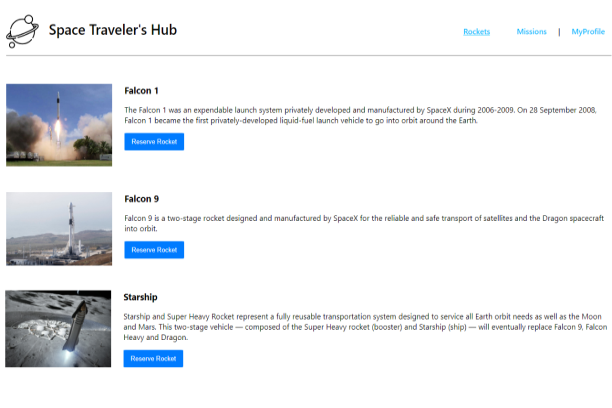 Space Traveler's Hub
Rockets
Missions
|
MyProfile
Falcon 1
The Falcon 1 was an expendable launch system privately developed and manufactured by SpaceX during 2006-2009. On 28 September 2008,
Falcon 1 became the first privately-developed liquid-fuel launch vehicle to go into orbit around the Earth.
Reserve Rocket
Falcon 9
Falcon 9 is a two-stage rocket designed and manufactured by SpaceX for the reliable and safe transport of satellites and the Dragon spacecraft
into orbit.
Reserve Rocket
Starship
Starship and Super Heavy Rocket represent a fully reusable transportation system designed to service all Earth orbit needs as well as the Moon
and Mars. This two-stage vehicle — composed of the Super Heavy rocket (booster) and Starship (ship) — will eventually replace Falcon 9, Falcon
Heavy and Dragon.
Reserve Rocket